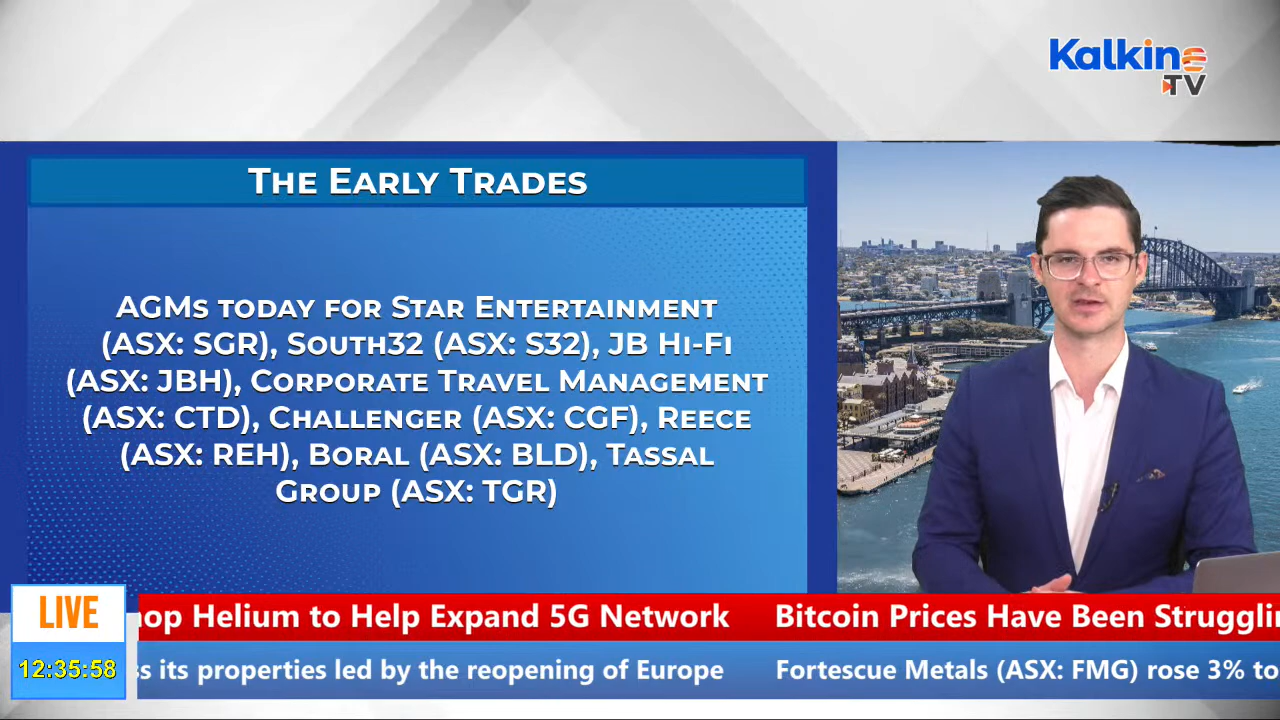 Kalkine
TV
The Early Trades
AGMs today for Star Entertainment
(ASX: SGR), South32 (ASX: S32), JB Hi-Fi
(ASX: JBH), Corporate Travel Management
(ASX: CTD), Challenger (ASX: CGF), Reece
(ASX: REH), Boral (ASX: BLD), Tassal
Group (ASX: TGR)
LIVE
Helium to Help Expand 5G Network Bitcoin Prices Have Been
12:35:58
its properties led by the reopening of Europe Fortescue Metals (ASX: FMG) rose 3% to